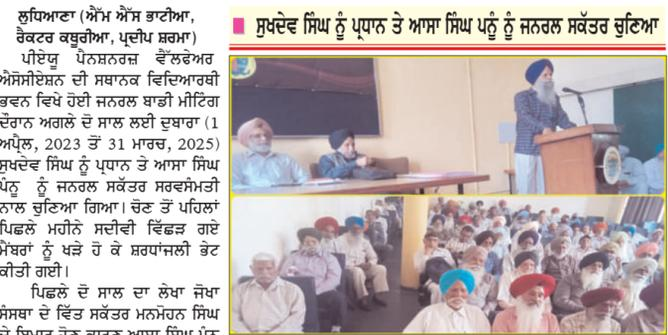 ਲੁਧਿਆਣਾ (ਐੱਮ ਐੱਸ ਭਾਟੀਆ,
ਰੈਕਟਰ ਕਥੂਰੀਆ, ਪ੍ਰਦੀਪ ਸ਼ਰਮਾ)
ਪੀਏਯੂ ਪੈਨਸ਼ਨਰਜ਼ ਵੈੱਲਫੇਅਰ
ਐਸੋਸੀਏਸ਼ਨ ਦੀ ਸਥਾਨਕ ਵਿਦਿਆਰਥੀ
ਭਵਨ ਵਿਖੇ ਹੋਈ ਜਨਰਲ ਬਾਡੀ ਮੀਟਿੰਗ
ਦੌਰਾਨ ਅਗਲੇ ਦੋ ਸਾਲ ਲਈ ਦੁਬਾਰਾ (1
ਅਪ੍ਰੈਲ, 2023 ਤੋਂ 31 ਮਾਰਚ, 2025)
ਸੁਖਦੇਵ ਸਿੰਘ ਨੂੰ ਪ੍ਰਧਾਨ ਤੇ ਆਸਾ ਸਿੰਘ
ਪੰਨੂ ਨੂੰ ਜਨਰਲ ਸਕੱਤਰ ਸਰਵਸੰਮਤੀ
ਨਾਲ ਚੁਣਿਆ ਗਿਆ। ਚੋਣ ਤੋਂ ਪਹਿਲਾਂ
ਪਿਛਲੇ ਮਹੀਨੇ ਸਦੀਵੀ ਵਿੱਛੜ ਗਏ
ਮੈਂਬਰਾਂ ਨੂੰ ਖੜੇ ਹੋ ਕੇ ਸ਼ਰਧਾਂਜਲੀ ਭੇਟ
ਕੀਤੀ ਗਈ।
ਪਿਛਲੇ ਦੋ ਸਾਲ ਦਾ ਲੇਖਾ ਜੋਖਾ
ਸੰਸਥਾ ਦੇ ਵਿੱਤ ਸਕੱਤਰ ਮਨਮੋਹਨ ਸਿੰਘ
ਸੁਖਦੇਵ ਸਿੰਘ ਨੂੰ ਪ੍ਰਧਾਨ ਤੇ ਆਸਾ ਸਿੰਘ ਪਨੂੰ ਨੂੰ ਜਨਰਲ ਸਕੱਤਰ ਚੁਣਿਆ